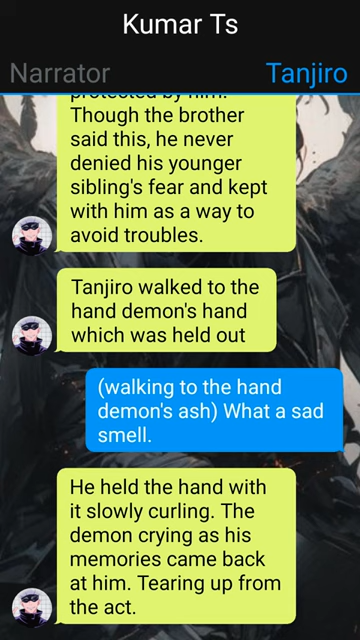 Kumar Ts
Narrator Tanjiro
protected by him.
Though the brother
said this, he never
denied his younger
sibling's fear and kept
with him as a way to
avoid troubles.
Tanjiro walked to the
hand demon's hand
which was held out
(walking to the hand
demon's ash) What a sad
smell.
He held the hand with
it slowly curling. The
demon crying as his
memories came back
at him. Tearing up from
the act.